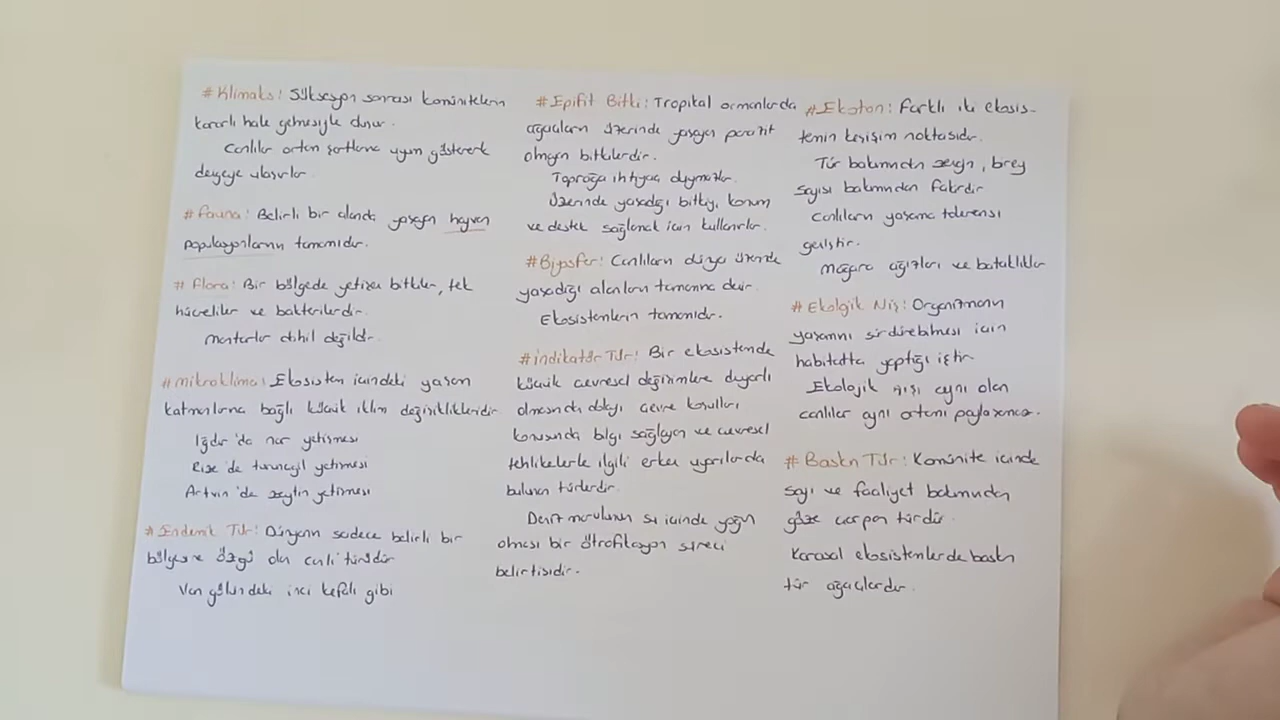 #Klimaks: Süksesyon sonrası komünitelerin
kararlı hale gelmesiyle oluşur.
Canlılar ortam şartlarına uyum göstererek
dengeye ulaşırlar.
#Fauna: Belirli bir alanda yaşayan hayvan
popülasyonlarının tamamıdır.
#Flora: Bir bölgede yetişen bitkiler, tek
hücreliler ve bakterilerdir.
Mantarlar dahil değildir.
#Mikroklima: Ekosistem içindeki yaşam
katmanlarına bağlı küçük iklim değişiklikleridir
Iğdır'da nar yetişmesi
Rize'de turunçgil yetişmesi
Artvin'de zeytin yetişmesi
#Endemik Tür: Dünyanın sadece belirli bir
bölgesine özgü olan canlı türüdür
Van gölündeki inci kefali gibi
#Epifit Bitki: Tropikal ormanlarda
ağaçların üzerinde yaşayan parazit
olmayan bitkilerdir.
Toprağa ihtiyaç duymazlar.
Üzerinde yaşadığı bitkiyi, konum
ve destek sağlamak için kullanırlar.
#Biyosfer: Canlıların dünya üzerinde
yaşadığı alanların tamamına denir.
Ekosistemlerin tamamıdır.
#İndikatör Tür: Bir ekosistemde
küçük çevresel değişimlere duyarlı
olmasından dolayı çevre koşulları
konusunda bilgi sağlayan ve çevresel
tehlikelerle ilgili erken uyarılarda
bulunan türlerdir.
Deniz marulunun su içinde yoğun
olması bir ötrofikasyon süreci
belirtisidir.
#Ekoton: Farklı iki ekosis-
temin kesişim noktasıdır.
Tür bakımından zengin, birey
sayısı bakımından fakirdir
Canlıların yaşama toleransı
geniştir.
Mağara ağızları ve bataklıklar
#Ekolojik Niş: Organizmanın
yaşamını sürdürebilmesi için
habitatta yaptığı iştir.
Ekolojik nişi aynı olan
canlılar aynı ortamı paylaşamaz.
#Baskın Tür: Komünite içinde
sayı ve faaliyet bakımından
göze çarpan türdür.
Karasal ekosistemlerde baskın
tür ağaçlardır.